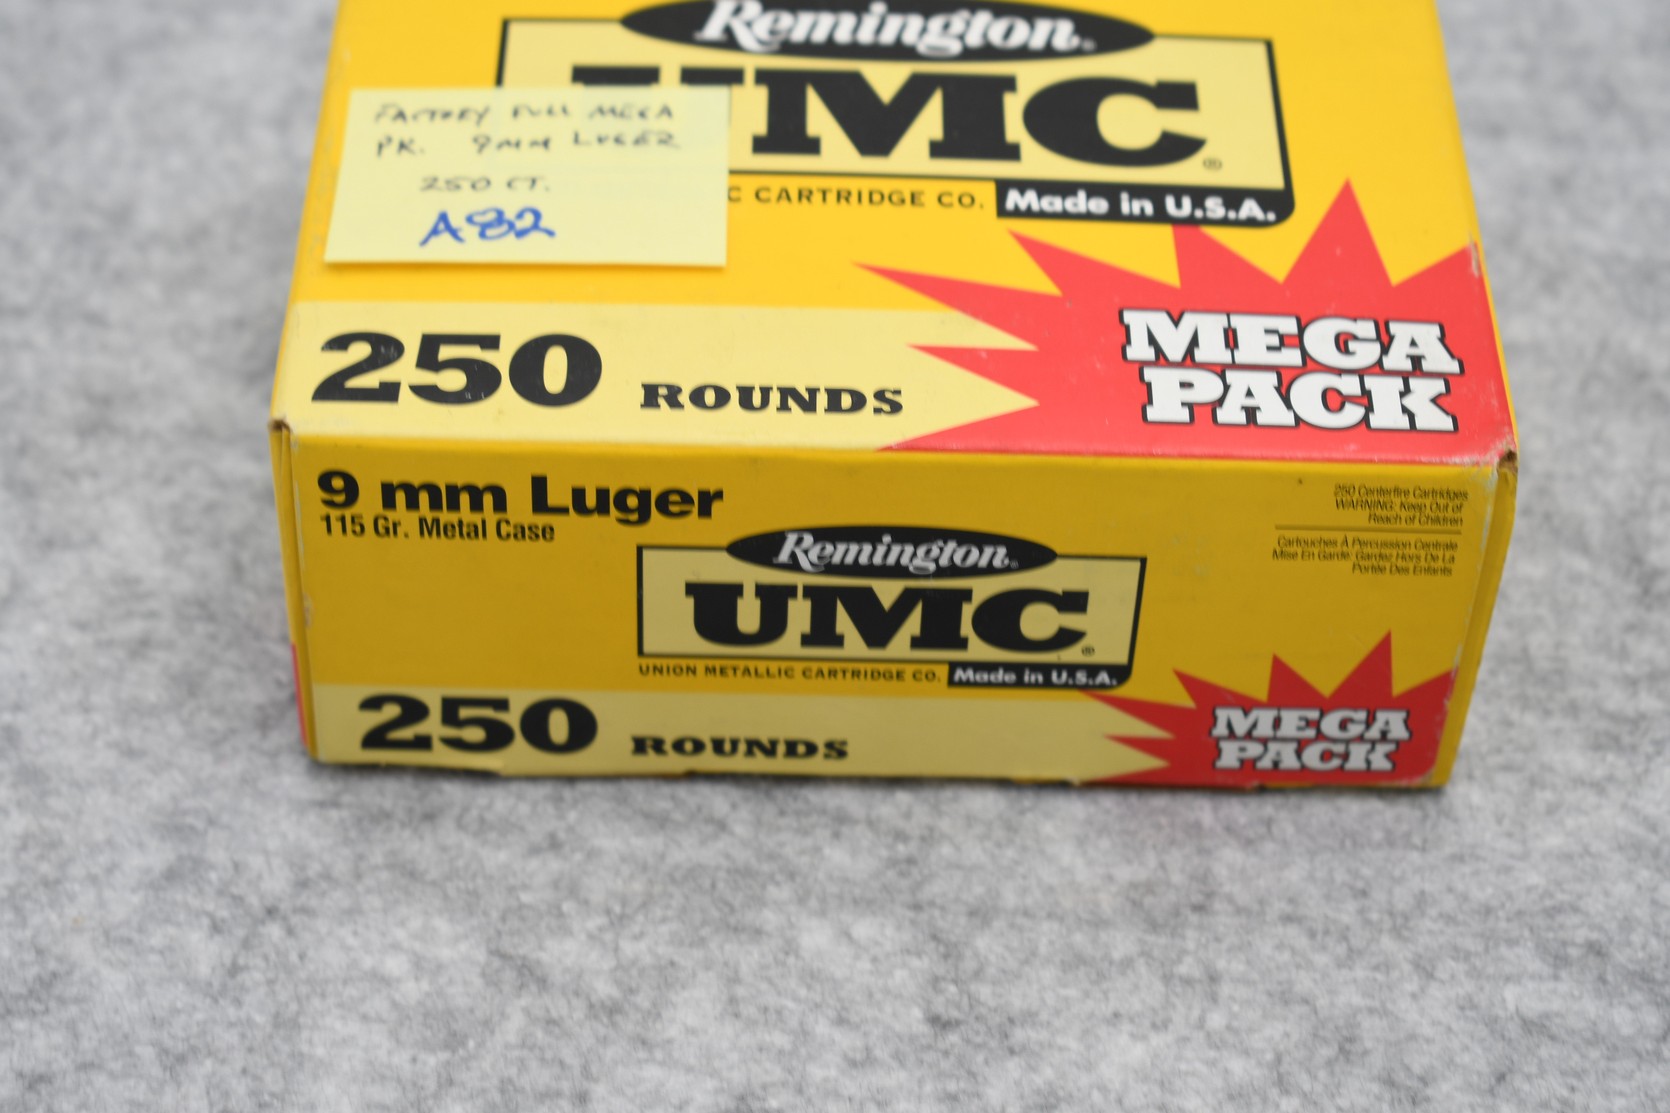 Remington®
UMC®
FACTORY FULL MEGA
PK. 9MM LUGER
250 CT.
A82
C CARTRIDGE CO. Made in U.S.A.
250 ROUNDS
MEGA
PACK
9 mm Luger
115 Gr. Metal Case
250 Centerfire Cartridges
WARNING: Keep Out of
Reach of Children
Cartouches À Percussion Centrale
Mise En Garde: Gardez Hors De La
Portée Des Enfants
Remington®
UMC®
UNION METALLIC CARTRIDGE CO. Made in U.S.A.
250 ROUNDS
MEGA
PACK